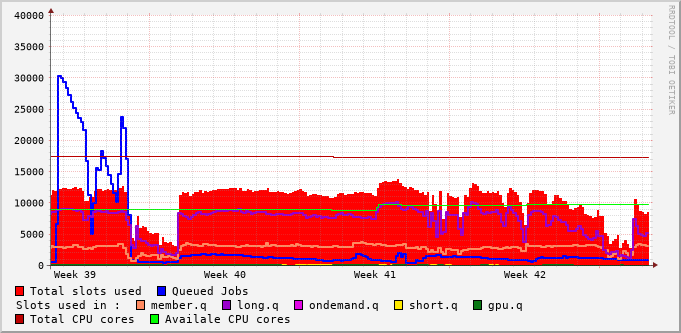 40000
35000
30000
25000
20000
15000
10000
5000
0
Week 39 Week 40 Week 41 Week 42
RRDTOOL / TOBI OETIKER
Total slots used Queued Jobs
Slots used in : member.q long.q ondemand.q short.q gpu.q
Total CPU cores Availale CPU cores